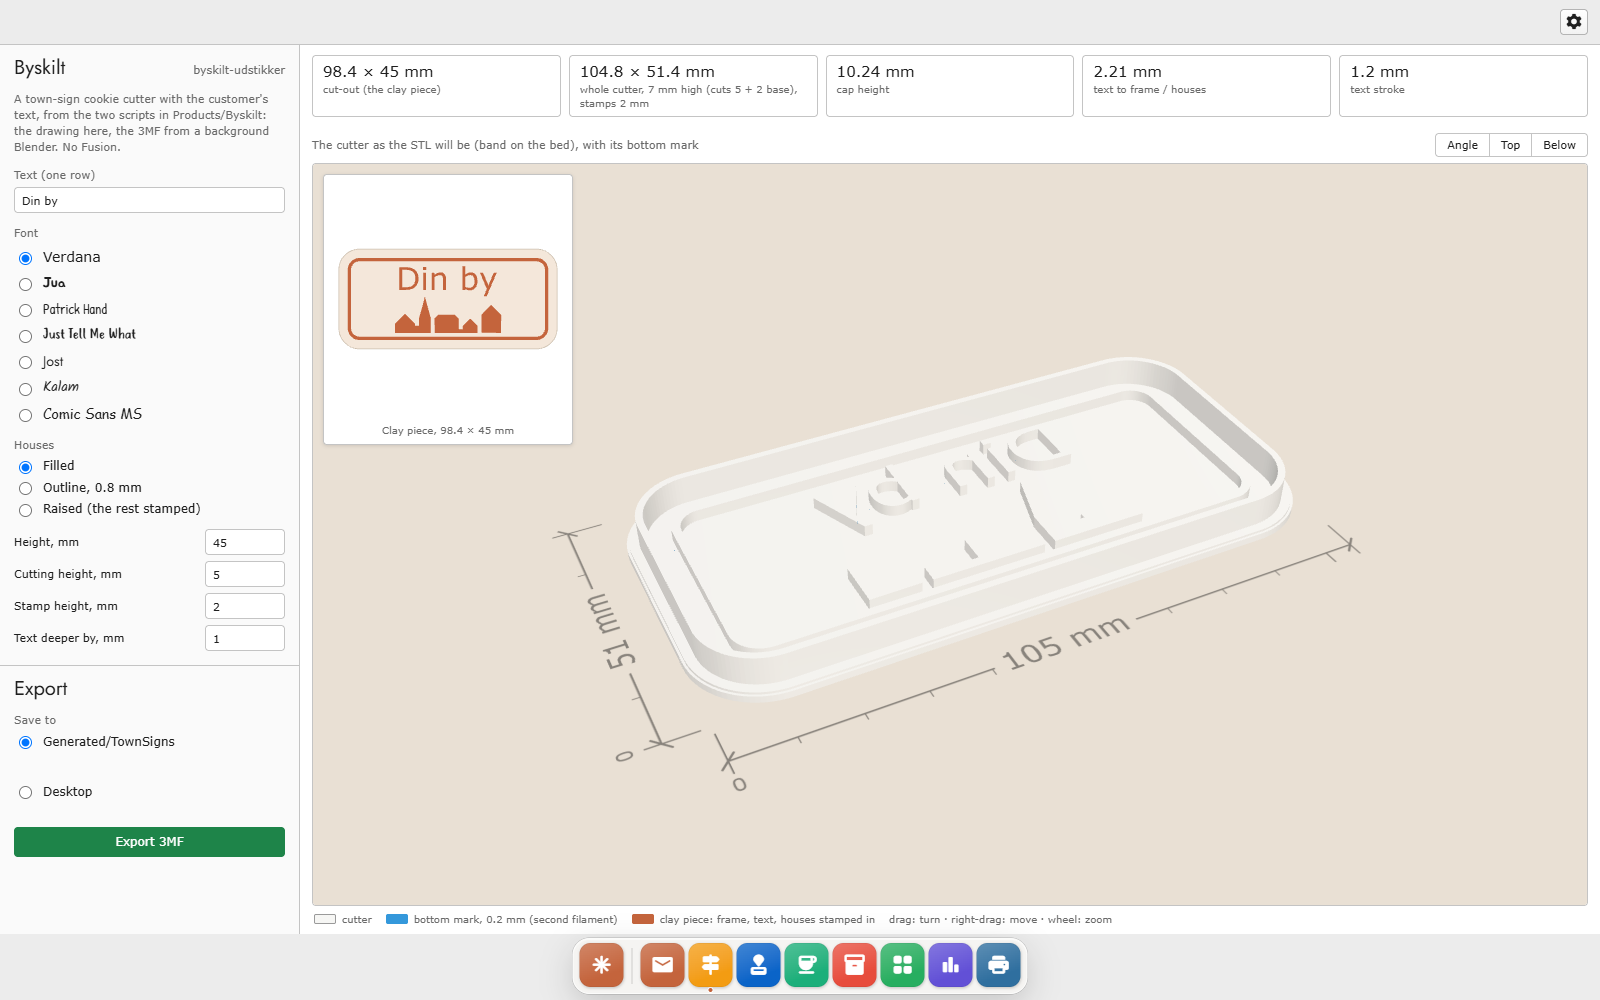 Byskilt
byskilt-udstikker
A town-sign cookie cutter with the customer's
text, from the two scripts in Products/Byskilt:
the drawing here, the 3MF from a background
Blender. No Fusion.
Text (one row)
Din by
Font
Verdana
Jua
Patrick Hand
Just Tell Me What
Jost
Kalam
Comic Sans MS
Houses
Filled
Outline, 0.8 mm
Raised (the rest stamped)
Height, mm
45
Cutting height, mm
5
Stamp height, mm
2
Text deeper by, mm
1
Export
Save to
Generated/TownSigns
Desktop
Export 3MF
98.4 × 45 mm
cut-out (the clay piece)
104.8 × 51.4 mm
whole cutter, 7 mm high (cuts 5 + 2 base),
stamps 2 mm
10.24 mm
cap height
2.21 mm
text to frame / houses
1.2 mm
text stroke
The cutter as the STL will be (band on the bed), with its bottom mark
Angle
Top
Below
Din by
Clay piece, 98.4 × 45 mm
Din by
51 mm
0
105 mm
0
cutter
bottom mark, 0.2 mm (second filament)
clay piece: frame, text, houses stamped in
drag: turn · right-drag: move · wheel: zoom